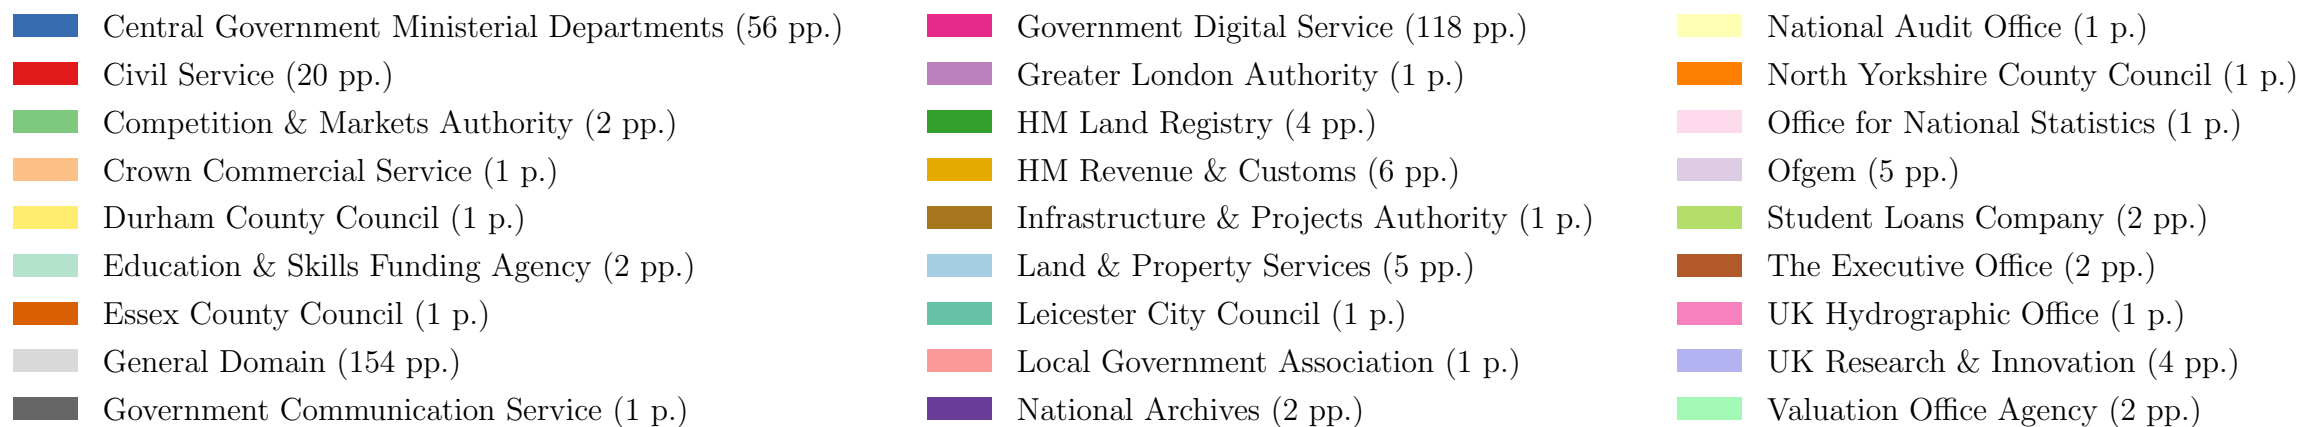 Central Government Ministerial Departments (56 pp.)
Civil Service (20 pp.)
Competition & Markets Authority (2 pp.)
Crown Commercial Service (1 p.)
Durham County Council (1 p.)
Education & Skills Funding Agency (2 pp.)
Essex County Council (1 p.)
General Domain (154 pp.)
Government Communication Service (1 p.)
Government Digital Service (118 pp.)
Greater London Authority (1 p.)
HM Land Registry (4 pp.)
HM Revenue & Customs (6 pp.)
Infrastructure & Projects Authority (1 p.)
Land & Property Services (5 pp.)
Leicester City Council (1 p.)
Local Government Association (1 p.)
National Archives (2 pp.)
National Audit Office (1 p.)
North Yorkshire County Council (1 p.)
Office for National Statistics (1 p.)
Ofgem (5 pp.)
Student Loans Company (2 pp.)
The Executive Office (2 pp.)
UK Hydrographic Office (1 p.)
UK Research & Innovation (4 pp.)
Valuation Office Agency (2 pp.)